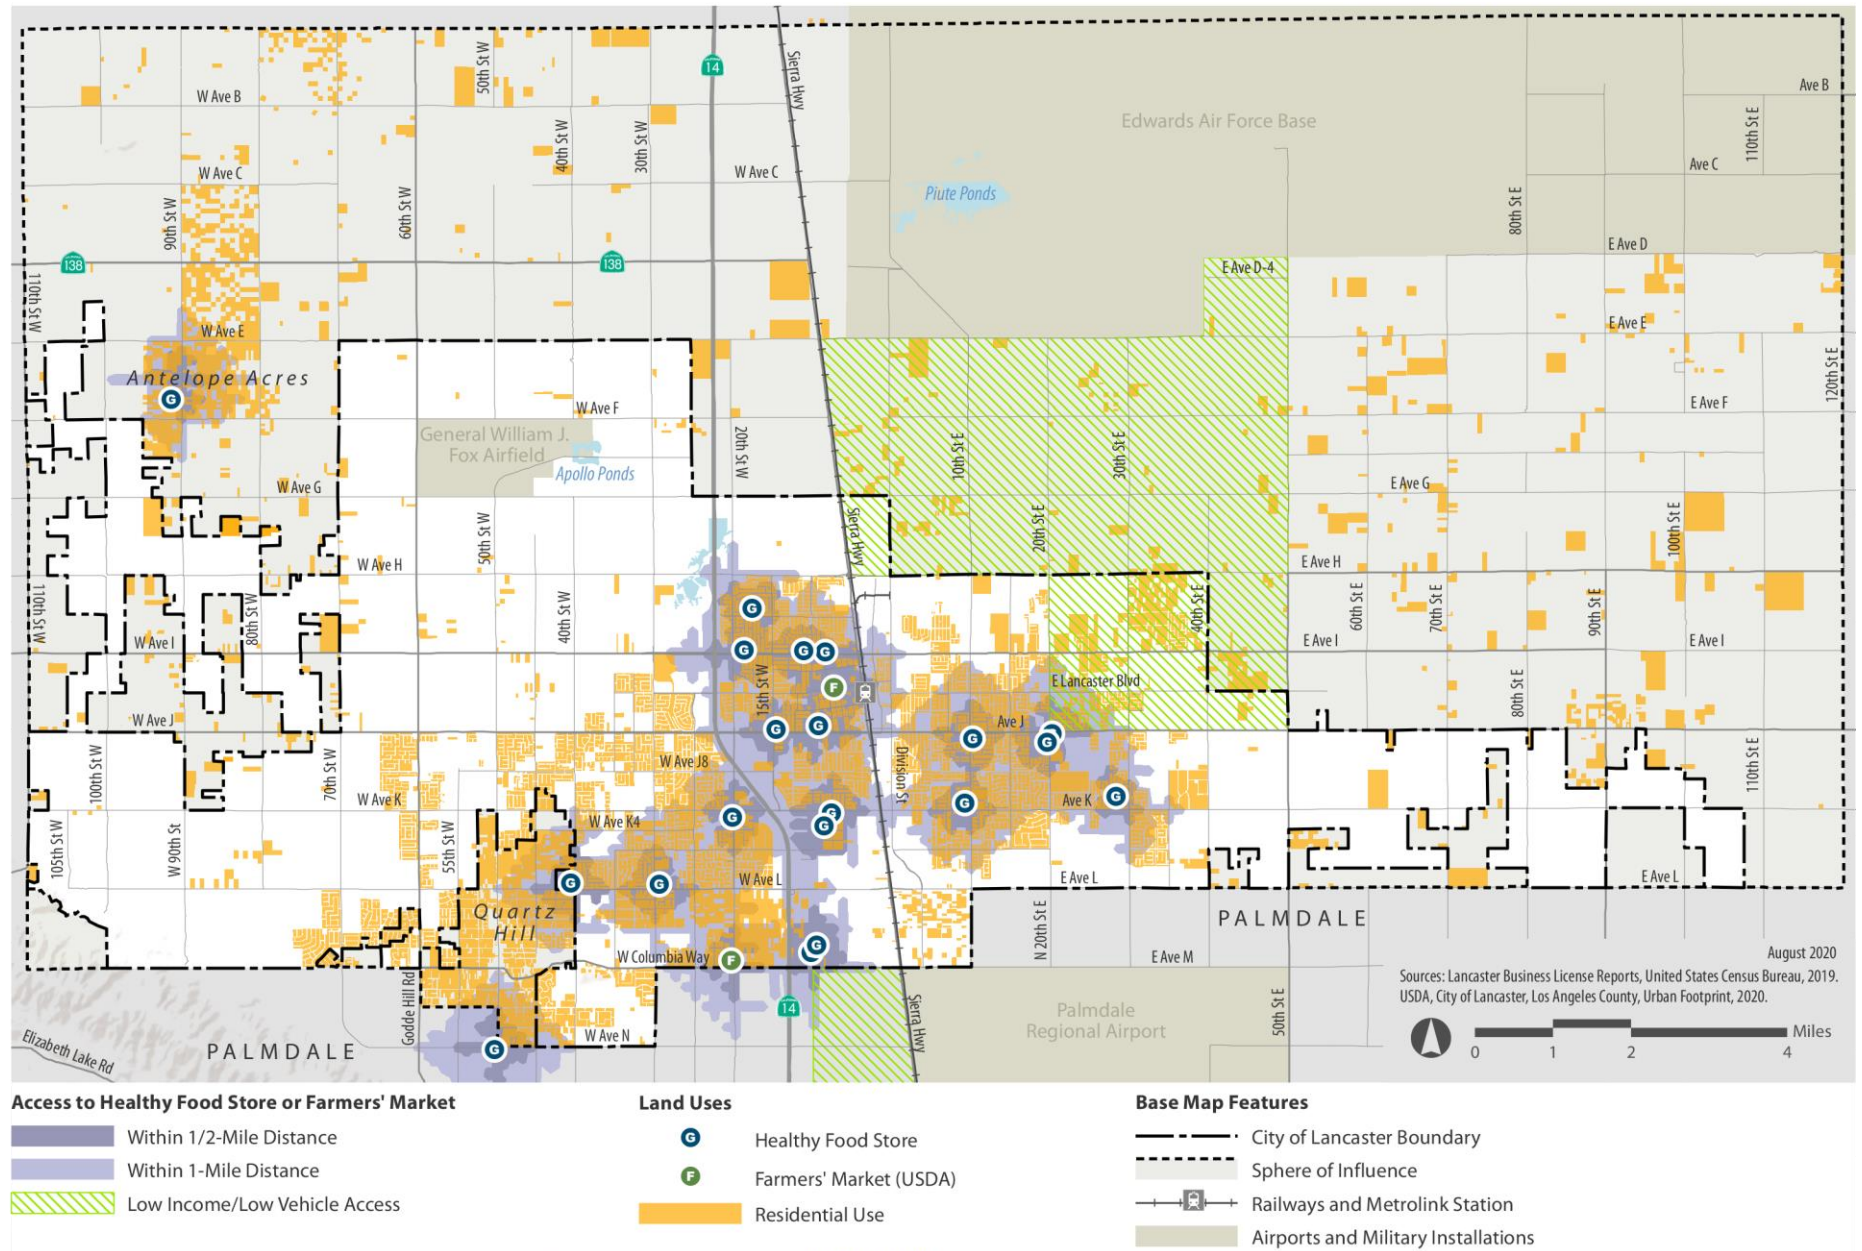 14
Sierra Hwy
50th St W
W Ave B
Ave B
Edwards Air Force Base
110th St E
40th St W
30th St W
W Ave C
W Ave C
Ave C
Piute Ponds
90th St W
60th St W
80th St E
E Ave D
138
138
E Ave D-4
110th St W
W Ave E
E Ave E
Antelope Acres
G
120th St E
W Ave F
E Ave F
General William J.
Fox Airfield
Apollo Ponds
20th St W
10th St E
30th St E
W Ave G
E Ave G
50th St W
Sierra Hwy
20th St E
100th St E
W Ave H
E Ave H
110th St W
80th St W
40th St W
G
40th St E
60th St E
70th St E
90th St E
W Ave I
G
G
G
E Ave I
E Ave I
E Lancaster Blvd
F
15th St W
80th St E
W Ave J
G
G
Ave J
G
G
W Ave J8
100th St W
70th St W
Division St
110th St E
W Ave K
G
Ave K
G
G
G
G
W Ave K4
105th St W
W 90th St
55th St W
G
G
W Ave L
E Ave L
E Ave L
Quartz
Hill
PALMDALE
N 20th St E
G
W Columbia Way
F
E Ave M
August 2020
Sources: Lancaster Business License Reports, United States Census Bureau, 2019.
USDA, City of Lancaster, Los Angeles County, Urban Footprint, 2020.
Godde Hill Rd
14
Sierra Hwy
Palmdale
Regional Airport
50th St E
W Ave N
Elizabeth Lake Rd
PALMDALE
G
Miles
0 1 2 4
Access to Healthy Food Store or Farmers' Market
Within 1/2-Mile Distance
Within 1-Mile Distance
Low Income/Low Vehicle Access
Land Uses
G Healthy Food Store
F Farmers' Market (USDA)
Residential Use
Base Map Features
City of Lancaster Boundary
Sphere of Influence
Railways and Metrolink Station
Airports and Military Installations